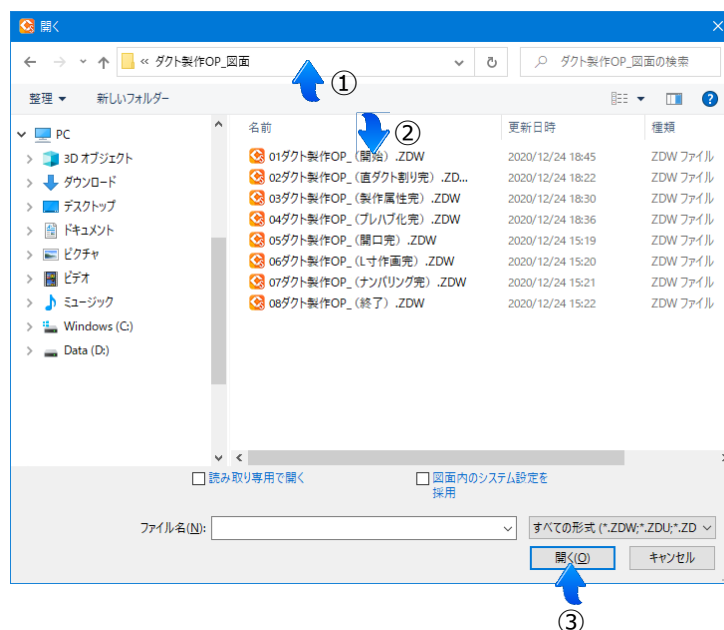 開く
« ダクト製作OP_図面
ダクト製作OP_図面の検索
①
整理 新しいフォルダー
名前 更新日時 種類
②
PC
3D オブジェクト
ダウンロード
デスクトップ
ドキュメント
ピクチャ
ビデオ
ミュージック
Windows (C:)
Data (D:)
01ダクト製作OP_（開始）.ZDW 2020/12/24 18:45 ZDW ファイル
02ダクト製作OP_（直ダクト割り完）.ZD... 2020/12/24 18:22 ZDW ファイル
03ダクト製作OP_（製作属性完）.ZDW 2020/12/24 18:30 ZDW ファイル
04ダクト製作OP_（プレハブ化完）.ZDW 2020/12/24 18:36 ZDW ファイル
05ダクト製作OP_（開口完）.ZDW 2020/12/24 15:19 ZDW ファイル
06ダクト製作OP_（L寸作画完）.ZDW 2020/12/24 15:20 ZDW ファイル
07ダクト製作OP_（ナンバリング完）.ZDW 2020/12/24 15:21 ZDW ファイル
08ダクト製作OP_（終了）.ZDW 2020/12/24 15:22 ZDW ファイル
読み取り専用で開く
図面内のシステム設定を
採用
ファイル名(N):
すべての形式 (*.ZDW;*.ZDU;*.ZD
開く(O) キャンセル
③